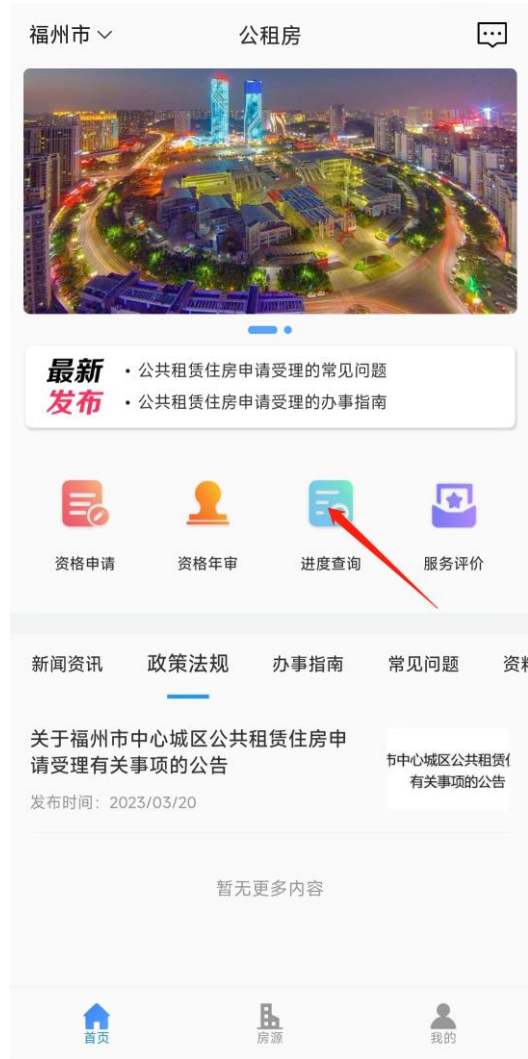 福州市
公租房
最新
发布
• 公共租赁住房申请受理的常见问题
• 公共租赁住房申请受理的办事指南
资格申请
资格年审
进度查询
服务评价
新闻资讯
政策法规
办事指南
常见问题
资
关于福州市中心城区公共租赁住房申
请受理有关事项的公告
发布时间：2023/03/20
市中心城区公共租赁
有关事项的公告
暂无更多内容
首页
房源
我的